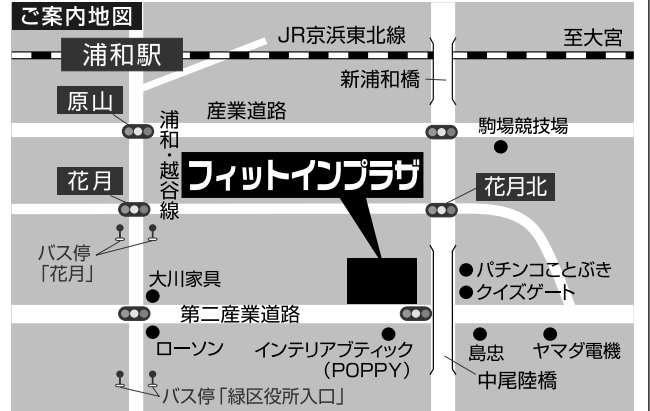 ご案内地図
JR京浜東北線
至大宮
浦和駅
新浦和橋
原山
産業道路
駒場競技場
浦和・越谷線
花月
フィットインプラザ
花月北
バス停
「花月」
大川家具
パチンコことぶき
クイズゲート
第二産業道路
ローソン
インテリアブティック
(POPPY)
島忠
ヤマダ電機
中尾陸橋
バス停「緑区役所入口」